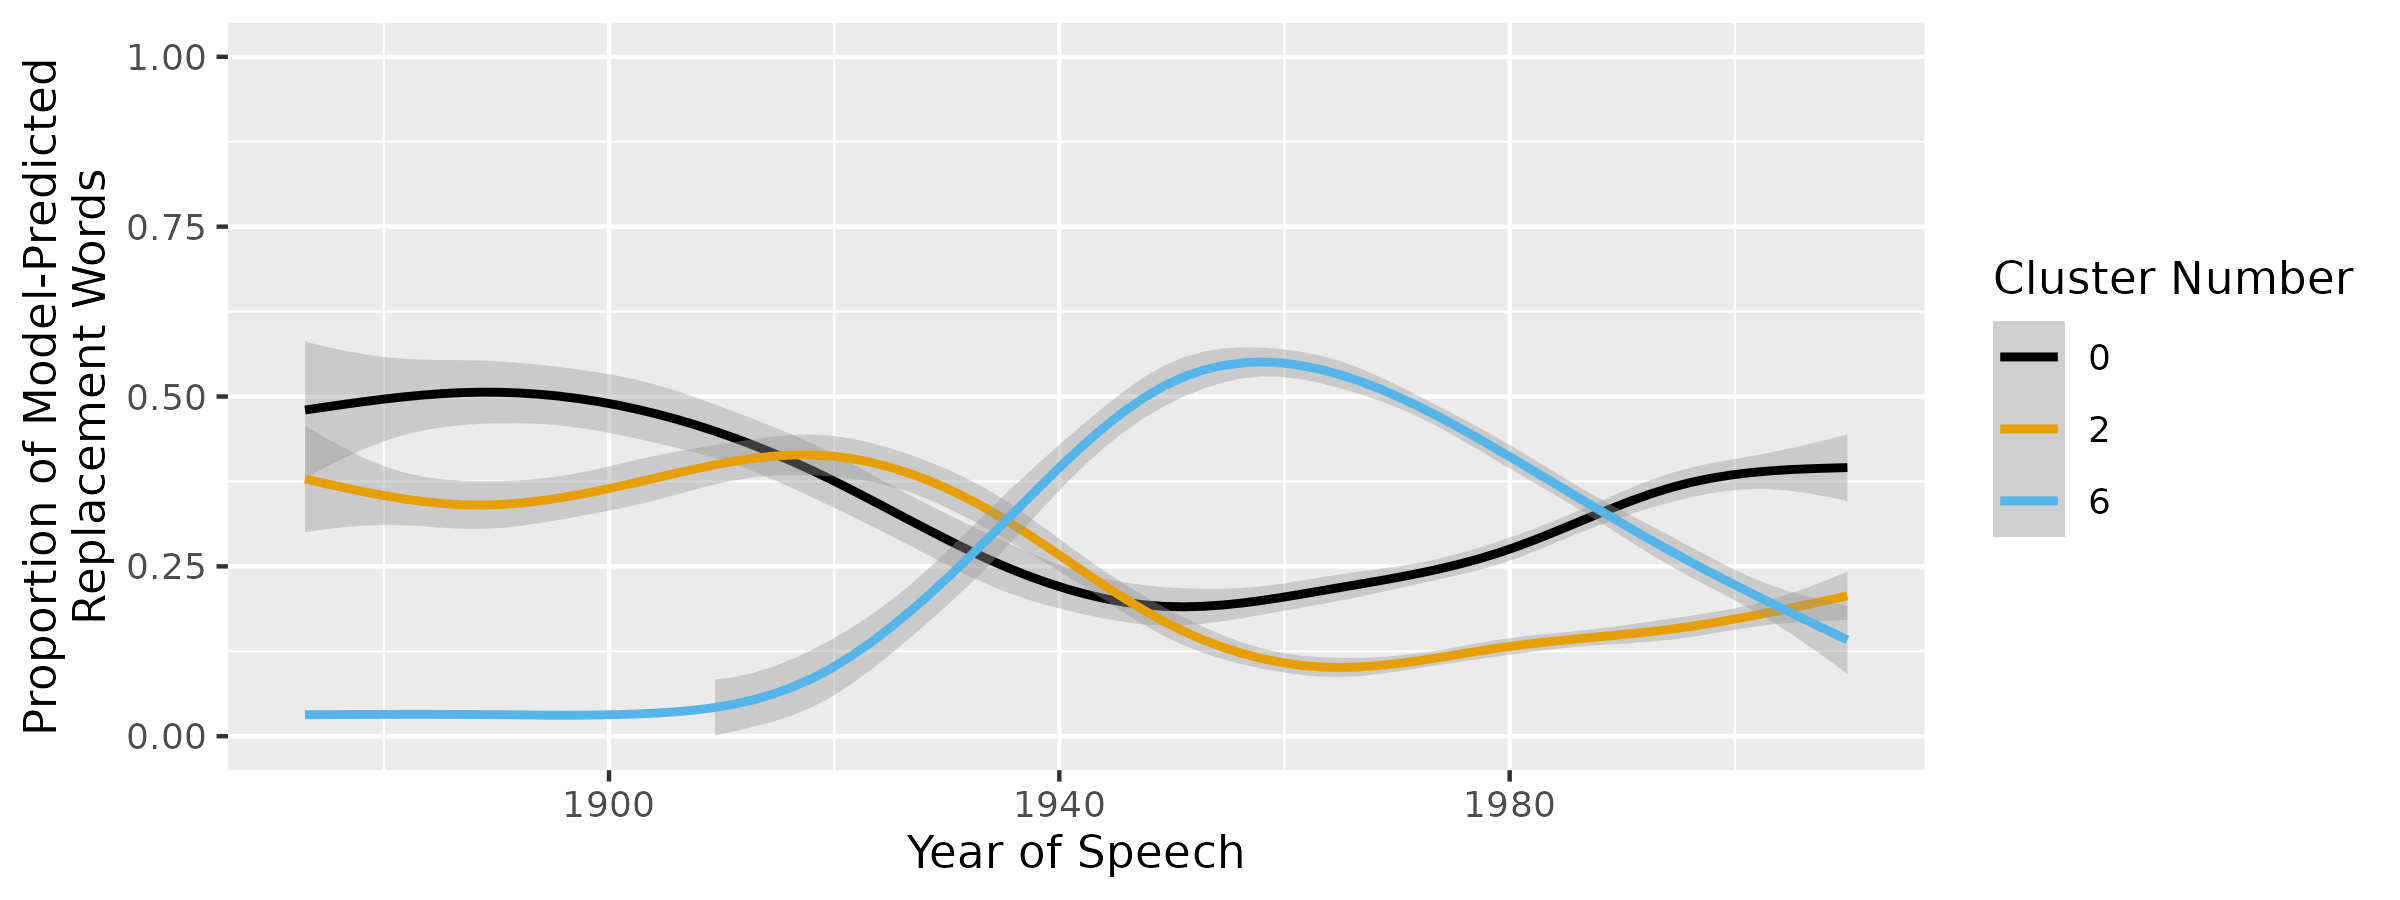 Proportion of Model-Predicted
Replacement Words
1.00
0.75
0.50
0.25
0.00
1900
1940
1980
Year of Speech
Cluster Number
0
2
6